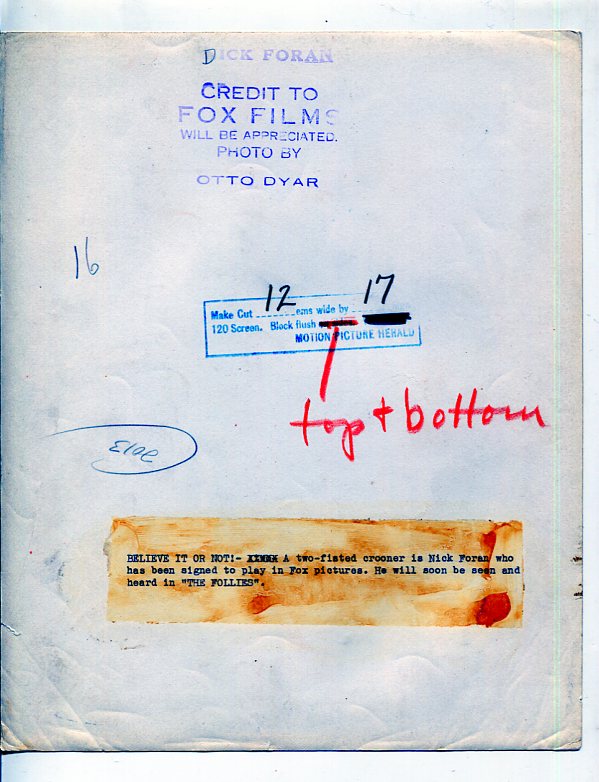 DICK FORAN
CREDIT TO
FOX FILMS
WILL BE APPRECIATED.
PHOTO BY
OTTO DYAR
16
Make Cut 12 ems wide by 17
120 Screen. Block flush
MOTION PICTURE HERALD
top + bottom
BELIEVE IT OR NOT!- A two-fisted crooner is Nick Foran who
has been signed to play in Fox pictures. He will soon be seen and
heard in "THE FOLLIES".